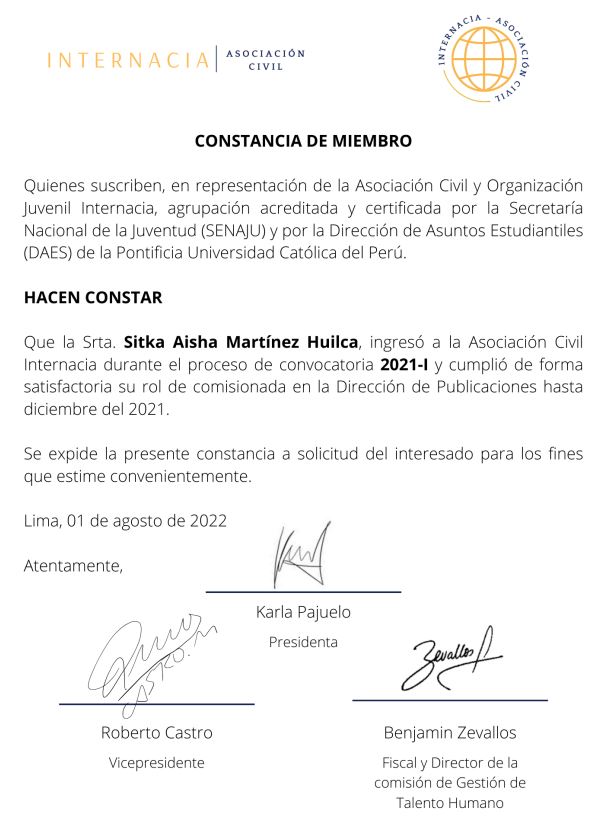 INTERNACIA
ASOCIACIÓN
CIVIL
INTERNACIA - ASOCIACIÓN CIVIL
CONSTANCIA DE MIEMBRO
Quienes suscriben, en representación de la Asociación Civil y Organización
Juvenil Internacia, agrupación acreditada y certificada por la Secretaría
Nacional de la Juventud (SENAJU) y por la Dirección de Asuntos Estudiantiles
(DAES) de la Pontificia Universidad Católica del Perú.
HACEN CONSTAR
Que la Srta. Sitka Aisha Martínez Huilca, ingresó a la Asociación Civil
Internacia durante el proceso de convocatoria 2021-I y cumplió de forma
satisfactoria su rol de comisionada en la Dirección de Publicaciones hasta
diciembre del 2021.
Se expide la presente constancia a solicitud del interesado para los fines
que estime convenientemente.
Lima, 01 de agosto de 2022
Atentamente,
Karla Pajuelo
Presidenta
CASTRO.M
Zevallos
Roberto Castro
Vicepresidente
Benjamin Zevallos
Fiscal y Director de la
comisión de Gestión de
Talento Humano